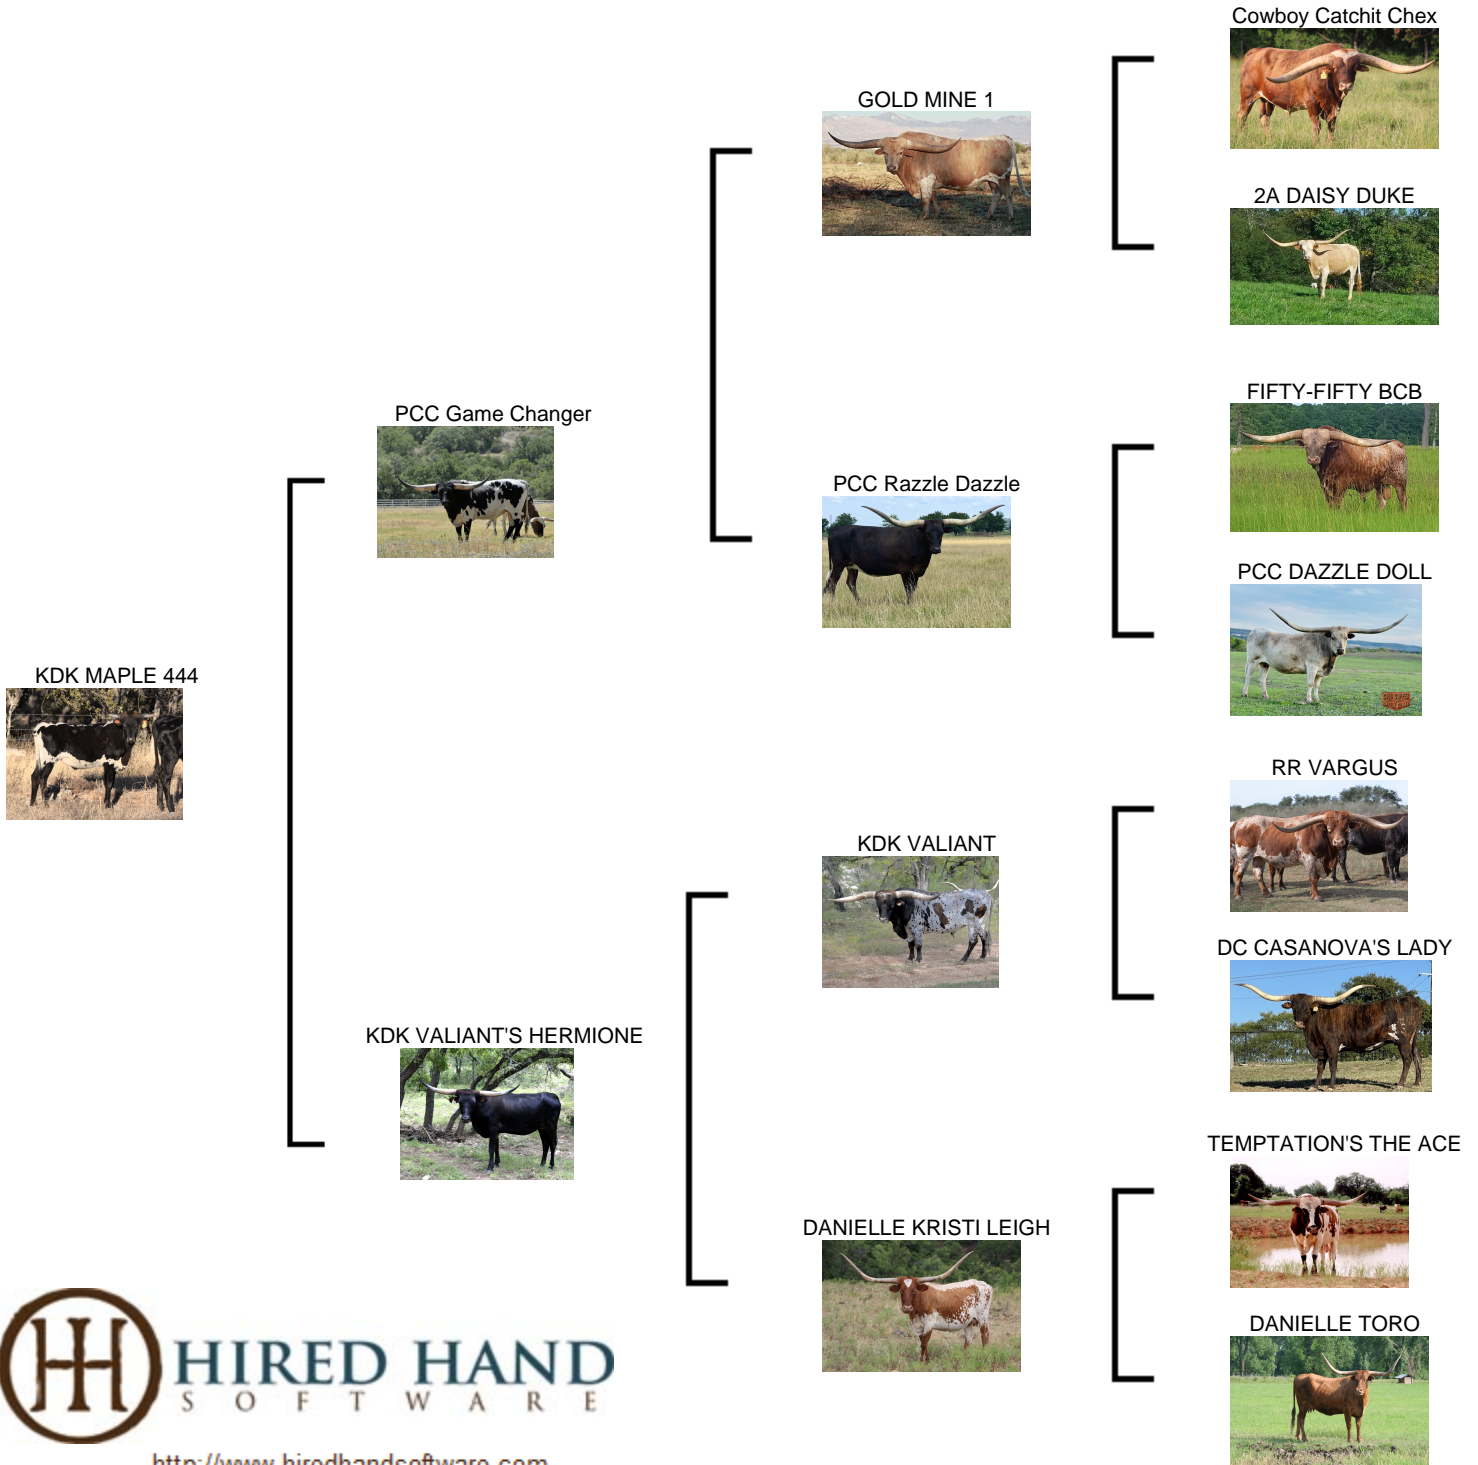 Cowboy Catchit Chex
GOLD MINE 1
2A DAISY DUKE
FIFTY-FIFTY BCB
PCC Game Changer
PCC Razzle Dazzle
PCC DAZZLE DOLL
KDK MAPLE 444
RR VARGUS
KDK VALIANT
DC CASANOVA'S LADY
KDK VALIANT'S HERMIONE
TEMPTATION'S THE ACE
DANIELLE KRISTI LEIGH
DANIELLE TORO
HIRED HAND
SOFTWARE
http://www.hiredhandsoftware.com